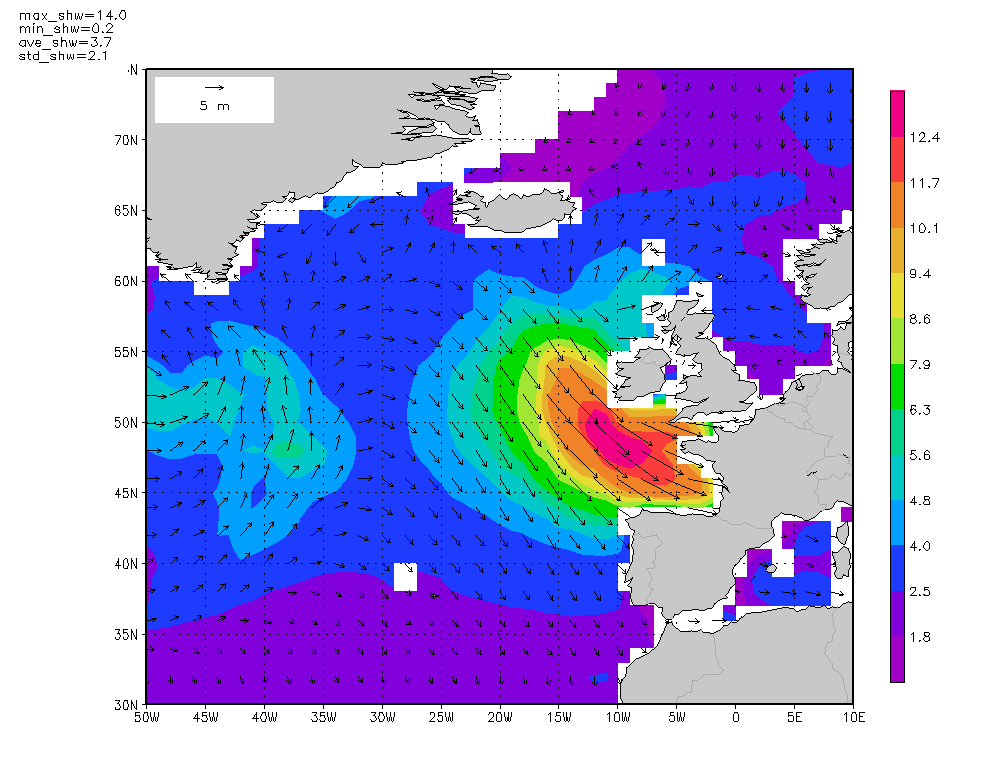 max_shw=14.0
min_shw=0.2
ave_shw=3.7
std_shw=2.1
N
5 m
70N
65N
60N
55N
50N
45N
40N
35N
30N
50W 45W 40W 35W 30W 25W 20W 15W 10W 5W 0 5E 10E
12.4
11.7
10.1
9.4
8.6
7.9
6.3
5.6
4.8
4.0
2.5
1.8